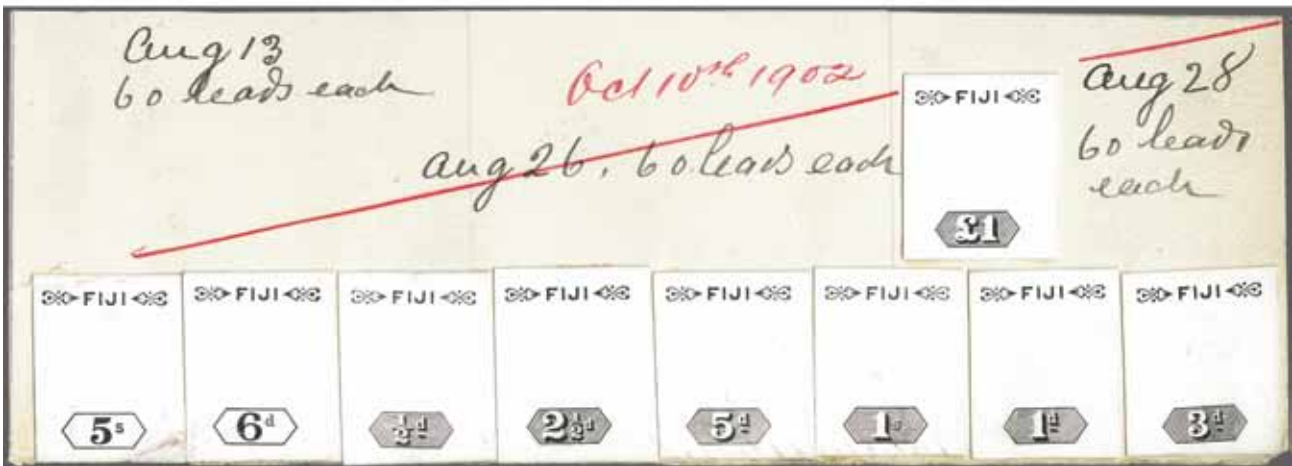 Aug 13
60 leads each
Oct 10th 1902
Aug 26. 60 leads each
Aug 28
60 leads
each
FIJI
£1
FIJI
5s
FIJI
6d
FIJI
½d
FIJI
2½d
FIJI
5d
FIJI
1s
FIJI
1d
FIJI
3d